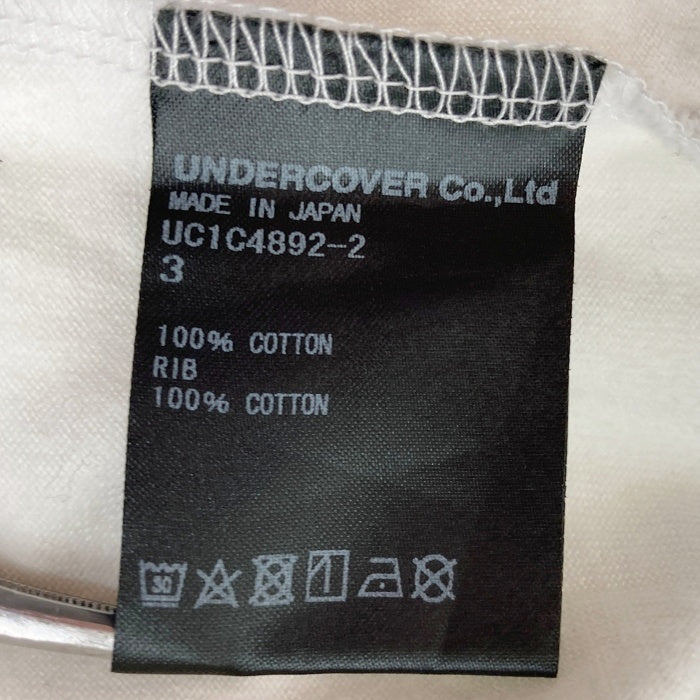 UNDERCOVER Co.,Ltd
MADE IN JAPAN
UC1C4892-2
3
100% COTTON
RIB
100% COTTON
30